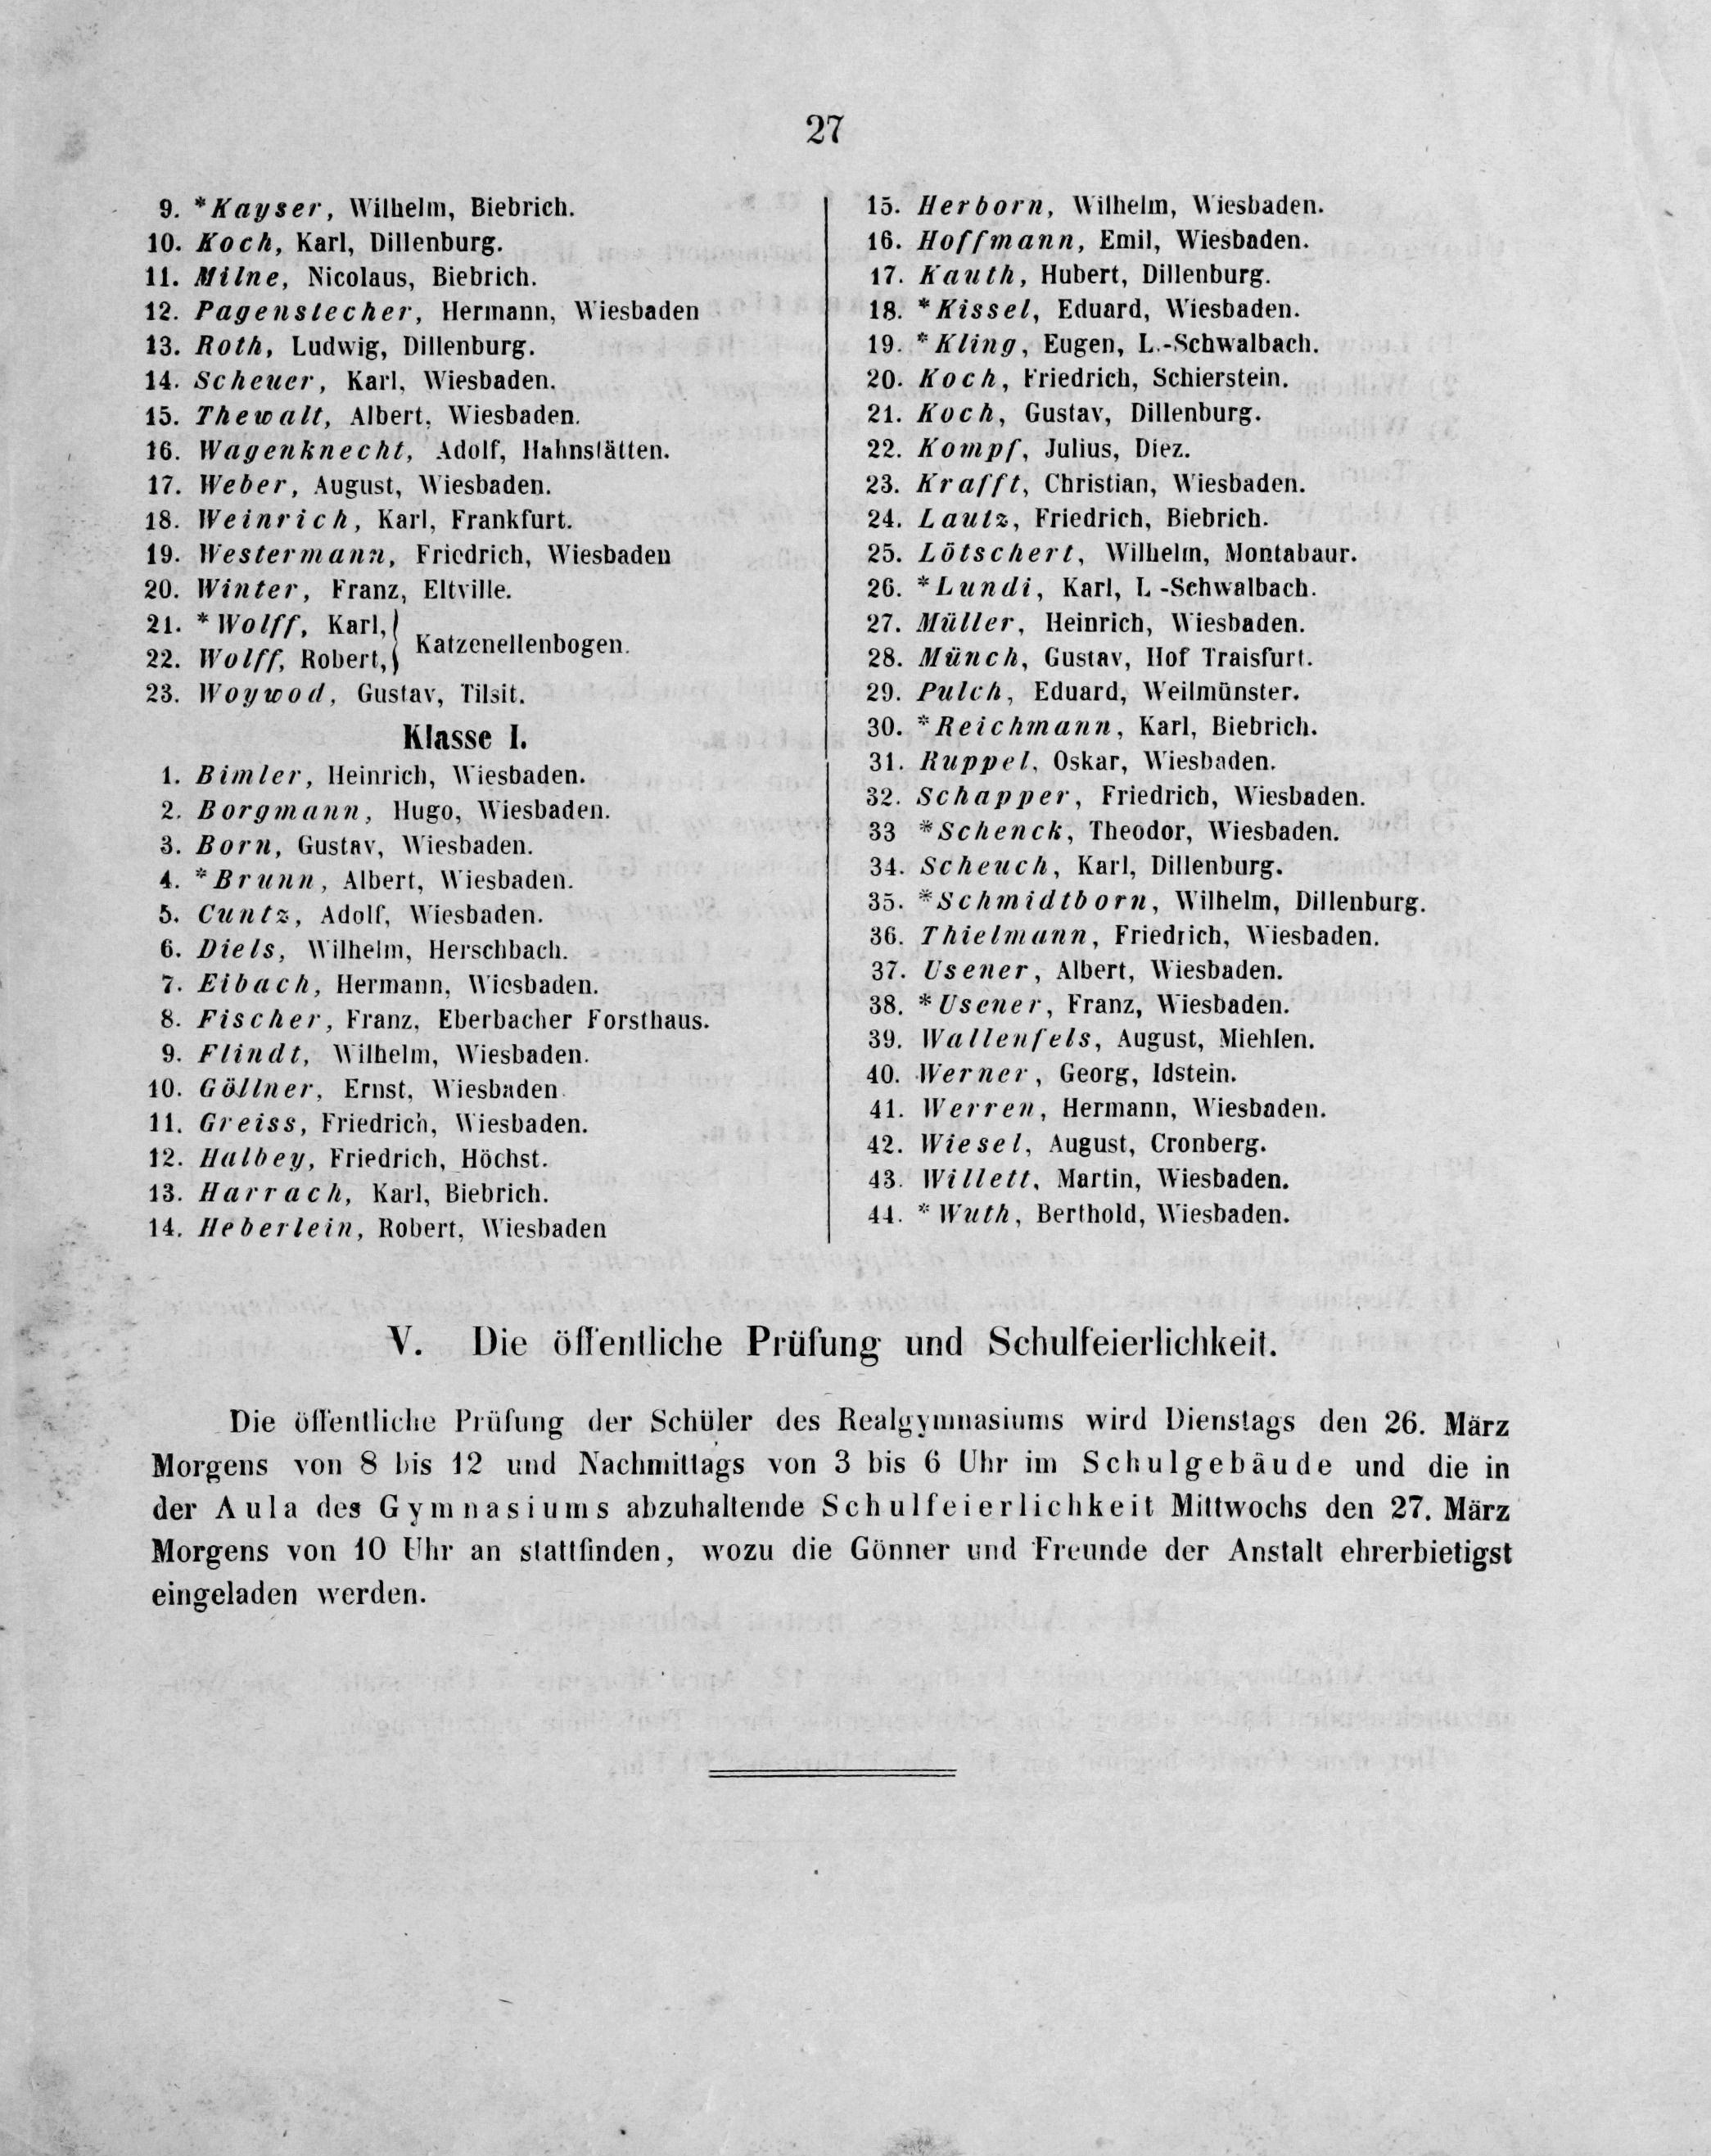 27
9. *Kayser, Wilhelm, Biebrich.
10. Koch, Karl, Dillenburg.
11. Milne, Nicolaus, Biebrich.
12. Pagenstecher, Hermann, Wiesbaden
13. Roth, Ludwig, Dillenburg.
14. Scheuer, Karl, Wiesbaden.
15. Thewalt, Albert, Wiesbaden.
16. Wagenknecht, Adolf, Hahnstätten.
17. Weber, August, Wiesbaden.
18. Weinrich, Karl, Frankfurt.
19. Westermann, Friedrich, Wiesbaden
20. Winter, Franz, Eltville.
21. *Wolff, Karl,
22. Wolff, Robert,
Katzenellenbogen.
23. Woywod, Gustav, Tilsit.
Klasse I.
1. Bimler, Heinrich, Wiesbaden.
2. Borgmann, Hugo, Wiesbaden.
3. Born, Gustav, Wiesbaden.
4. *Brunn, Albert, Wiesbaden.
5. Cuntz, Adolf, Wiesbaden.
6. Diels, Wilhelm, Herschbach.
7. Eibach, Hermann, Wiesbaden.
8. Fischer, Franz, Eberbacher Forsthaus.
9. Flindt, Wilhelm, Wiesbaden.
10. Göllner, Ernst, Wiesbaden.
11. Greiss, Friedrich, Wiesbaden.
12. Halbey, Friedrich, Höchst.
13. Harrach, Karl, Biebrich.
14. Heberlein, Robert, Wiesbaden
15. Herborn, Wilhelm, Wiesbaden.
16. Hoffmann, Emil, Wiesbaden.
17. Kauth, Hubert, Dillenburg.
18. *Kissel, Eduard, Wiesbaden.
19. *Kling, Eugen, L.-Schwalbach.
20. Koch, Friedrich, Schierstein.
21. Koch, Gustav, Dillenburg.
22. Kompf, Julius, Diez.
23. Krafft, Christian, Wiesbaden.
24. Lautz, Friedrich, Biebrich.
25. Lötschert, Wilhelm, Montabaur.
26. *Lundi, Karl, L -Schwalbach.
27. Müller, Heinrich, Wiesbaden.
28. Münch, Gustav, Hof Traisfurt.
29. Pulch, Eduard, Weilmünster.
30. *Reichmann, Karl, Biebrich.
31. Ruppel, Oskar, Wiesbaden.
32. Schapper, Friedrich, Wiesbaden.
33 *Schenck, Theodor, Wiesbaden.
34. Scheuch, Karl, Dillenburg.
35. *Schmidtborn, Wilhelm, Dillenburg.
36. Thielmann, Friedrich, Wiesbaden.
37. Usener, Albert, Wiesbaden.
38. *Usener, Franz, Wiesbaden.
39. Wallenfels, August, Miehlen.
40. Werner, Georg, Idstein.
41. Werren, Hermann, Wiesbaden.
42. Wiesel, August, Cronberg.
43. Willett, Martin, Wiesbaden.
44. *Wuth, Berthold, Wiesbaden.
V. Die öffentliche Prüfung und Schulfeierlichkeit.
Die öffentliche Prüfung der Schüler des Realgymnasiums wird Dienstags den 26. März
Morgens von 8 bis 12 und Nachmittags von 3 bis 6 Uhr im Schulgebäude und die in
der Aula des Gymnasiums abzuhaltende Schulfeierlichkeit Mittwochs den 27. März
Morgens von 10 Uhr an stattfinden, wozu die Gönner und Freunde der Anstalt ehrerbietigst
eingeladen werden.